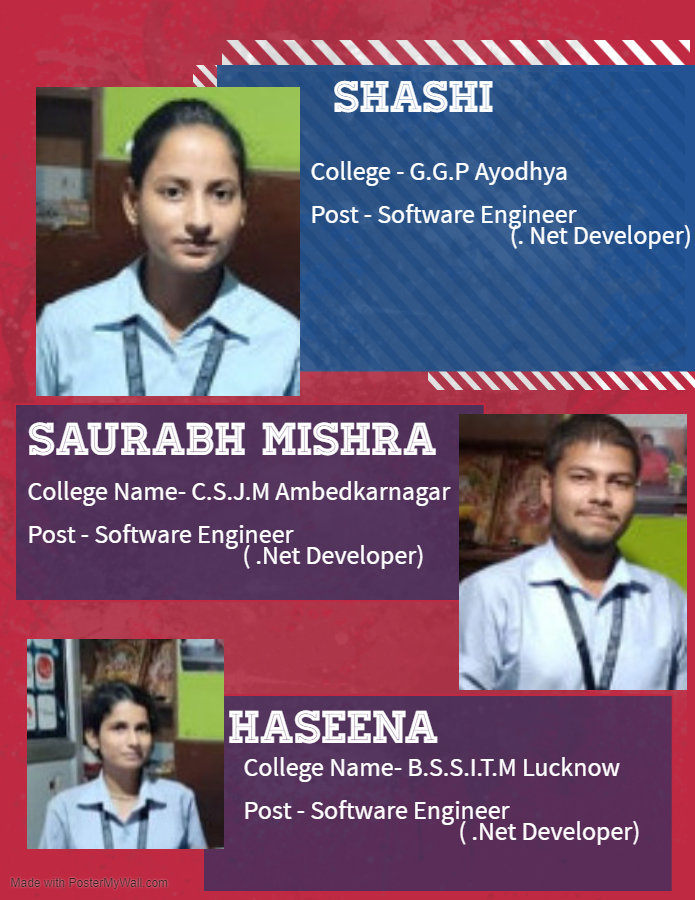 SHASHI
College - G.G.P Ayodhya
Post - Software Engineer
(. Net Developer)
SAURABH MISHRA
College Name- C.S.J.M Ambedkarnagar
Post - Software Engineer
( .Net Developer)
HASEENA
College Name- B.S.S.I.T.M Lucknow
Post - Software Engineer
( .Net Developer)
Made with PosterMyWall.com